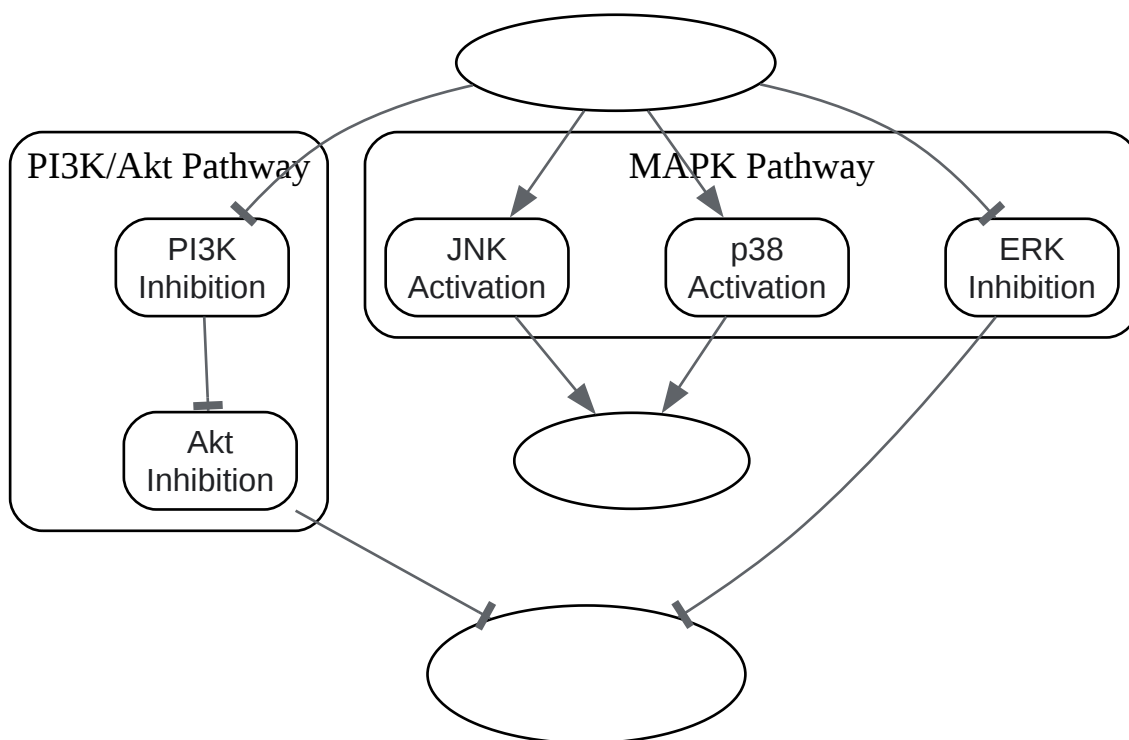 PI3K/Akt Pathway
MAPK Pathway
PI3K
Inhibition
JNK
Activation
p38
Activation
ERK
Inhibition
Akt
Inhibition